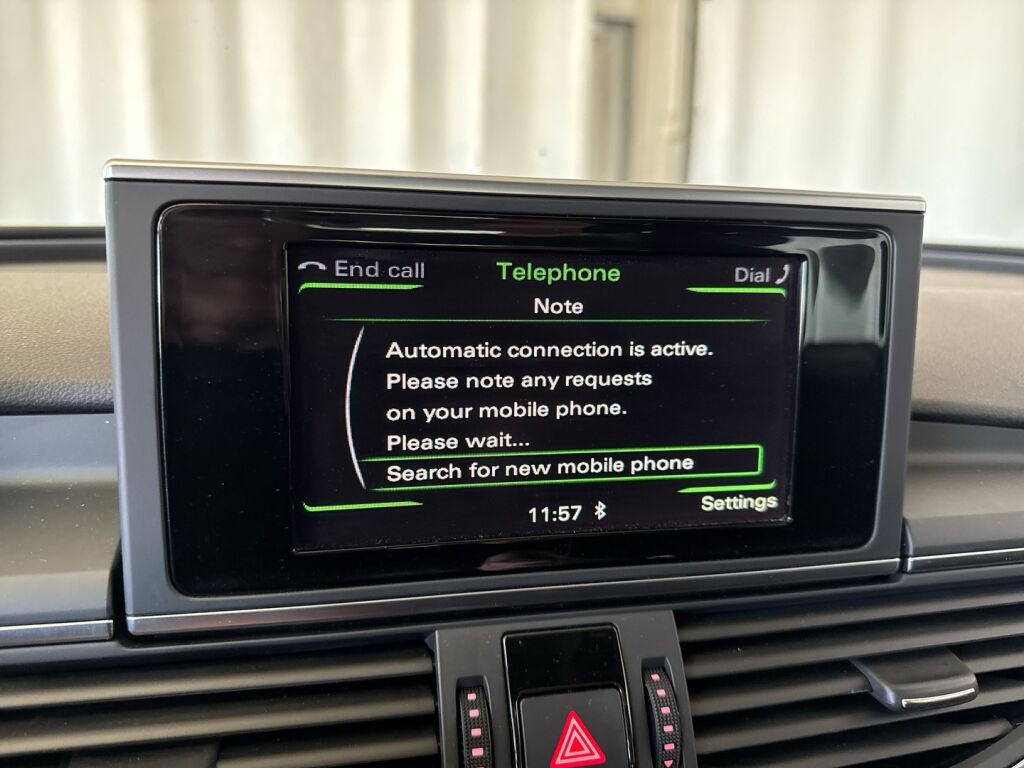 End call
Telephone
Dial
Note
Automatic connection is active.
Please note any requests
on your mobile phone.
Please wait...
Search for new mobile phone
11:57
Settings